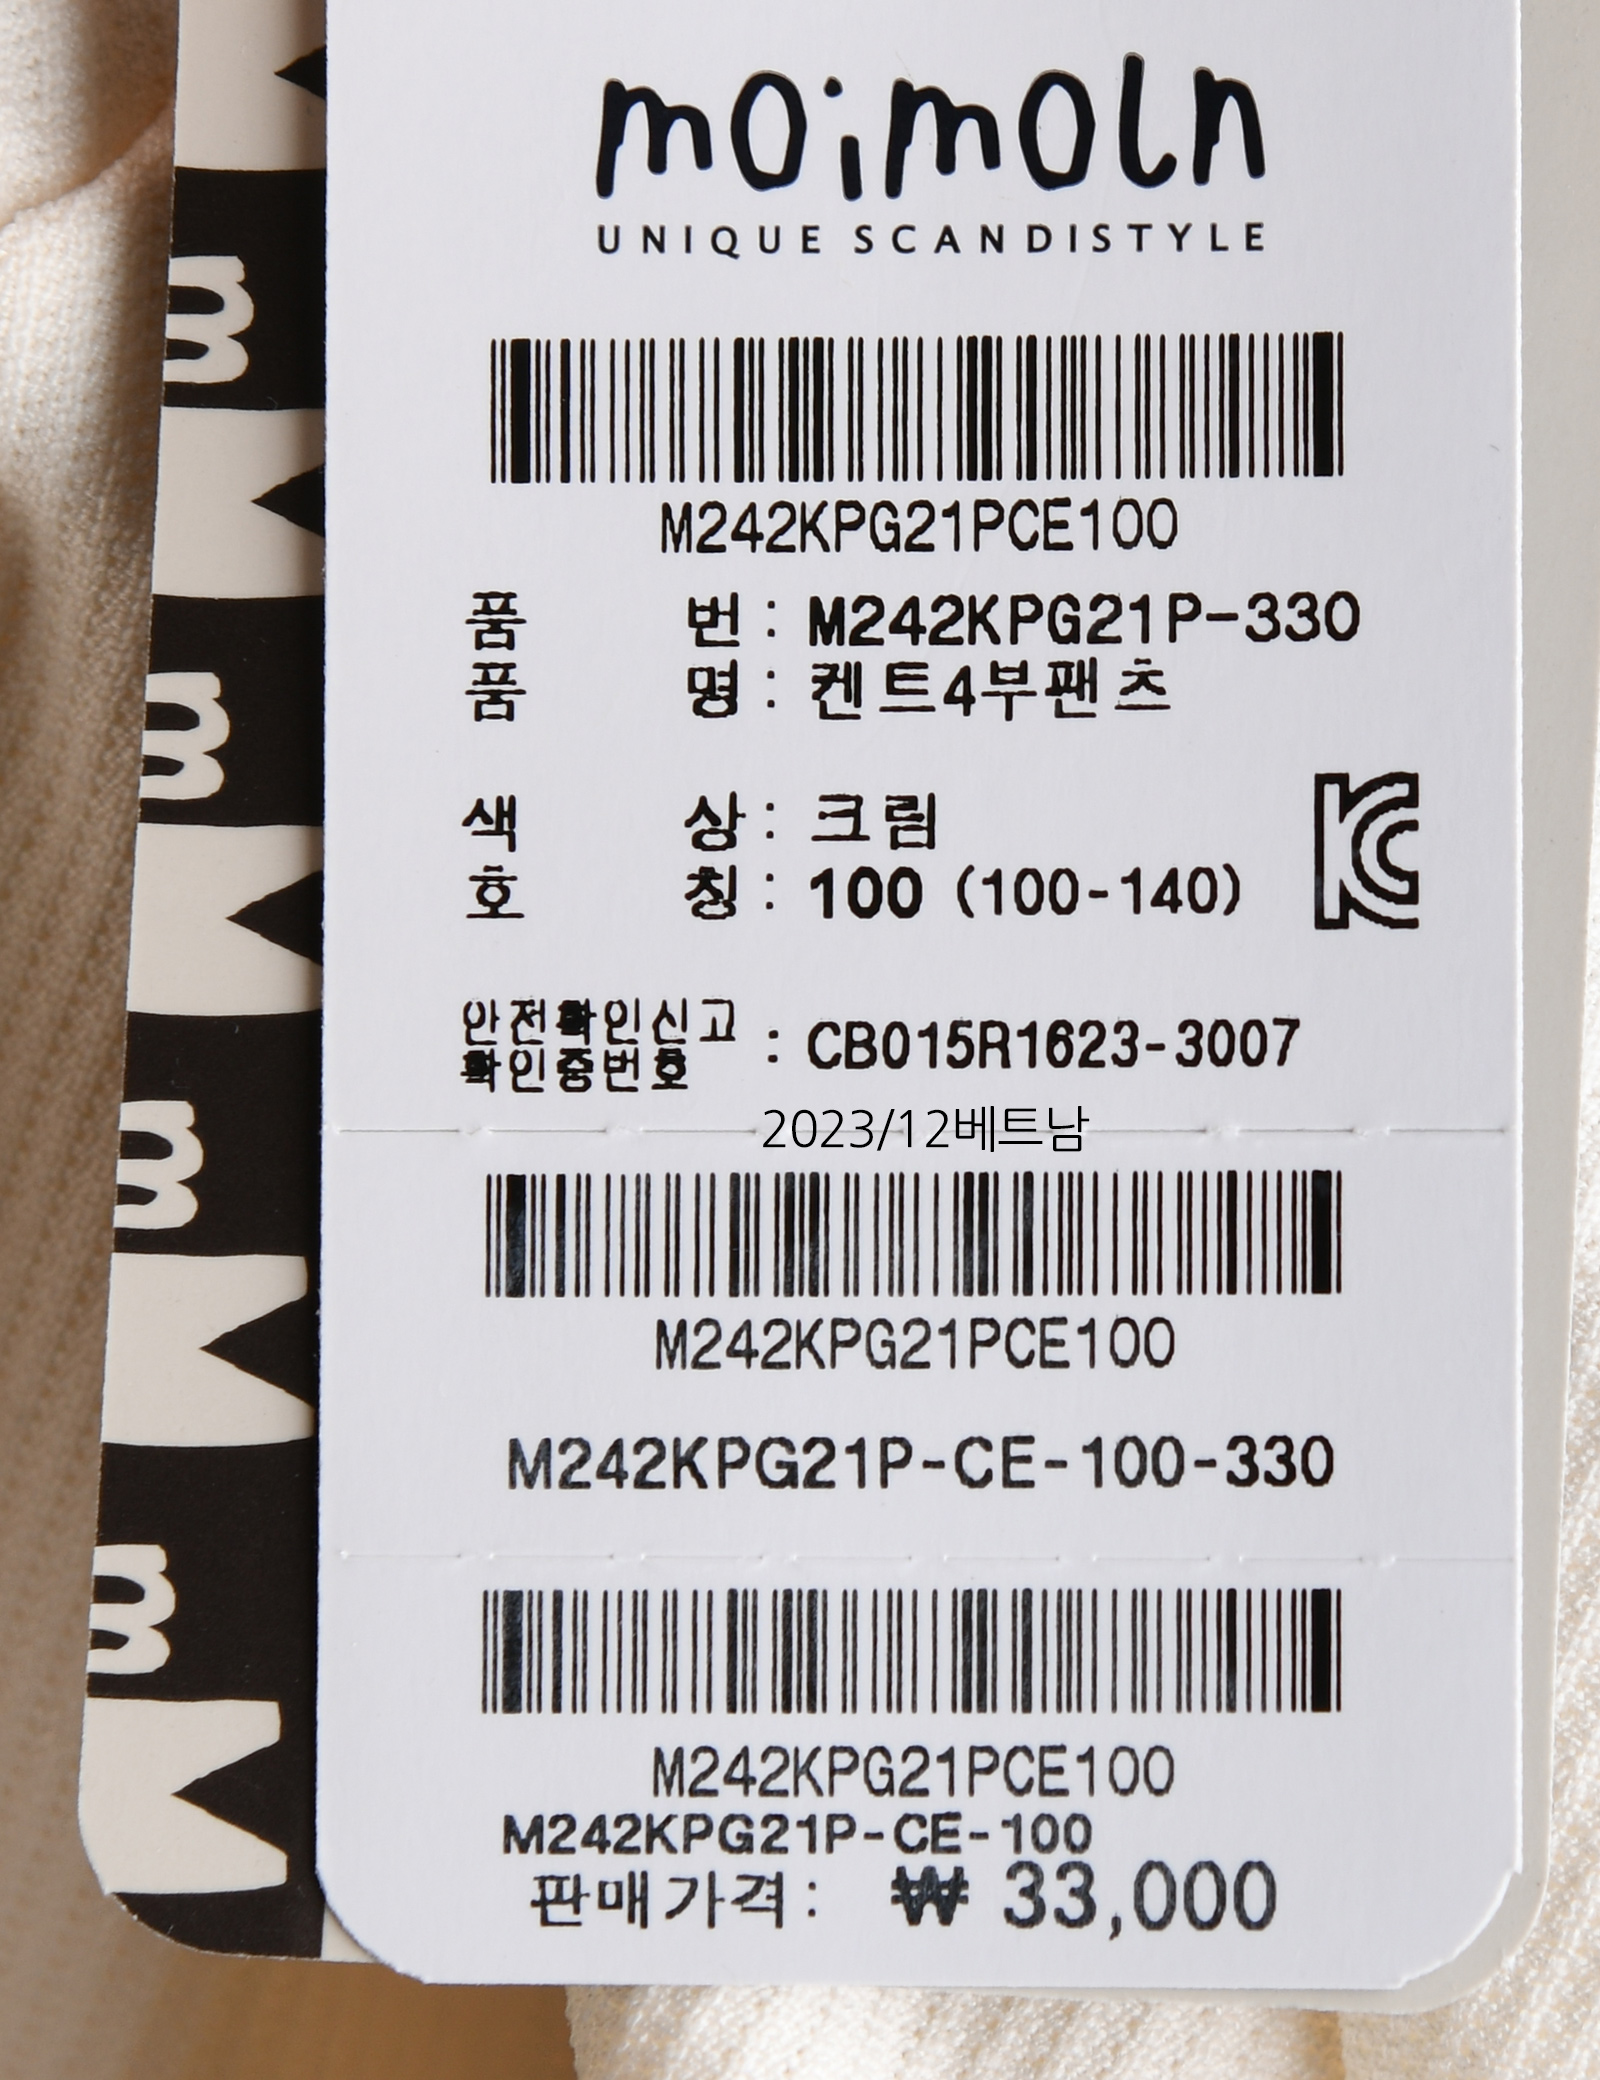 moimoln
UNIQUE SCANDISTYLE
M242KPG21PCE100
품 번 : M242KPG21P-330
품 명 : 켄트4부팬츠
색 상 : 크림
호 칭 : 100 (100-140)
안전확인신고
확인증번호 : CB015R1623-3007
2023/12베트남
M242KPG21PCE100
M242KPG21P-CE-100-330
M242KPG21PCE100
M242KPG21P-CE-100
판매가격: ₩ 33,000